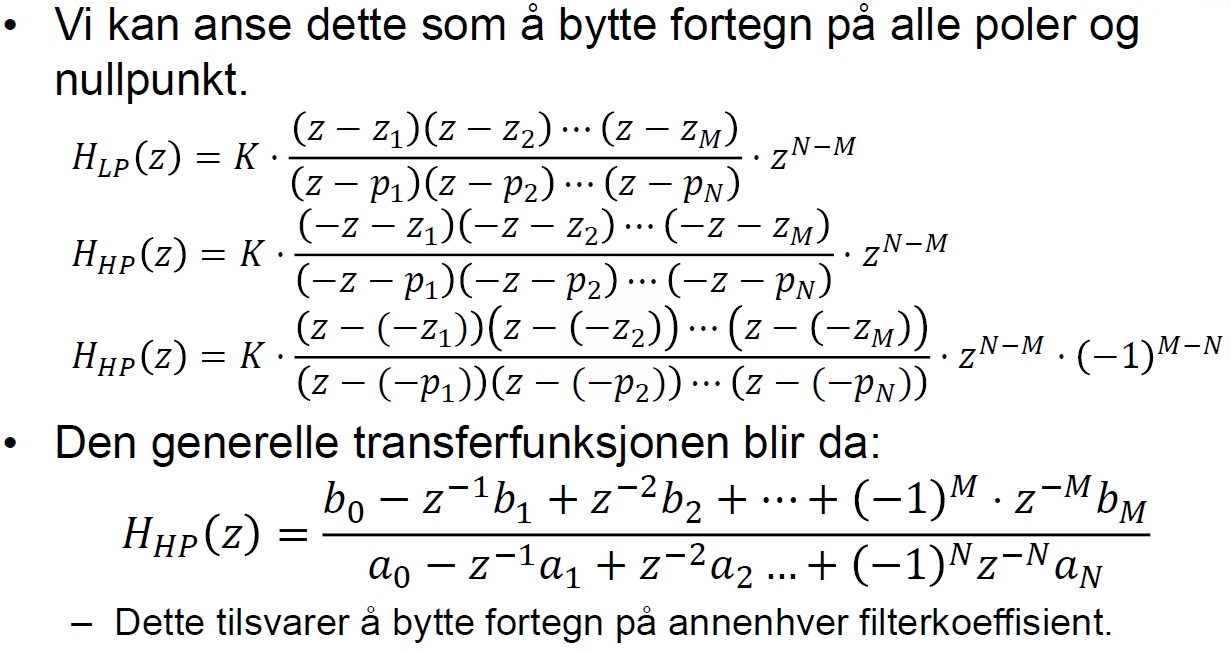 • Vi kan anse dette som å bytte fortegn på alle poler og
nullpunkt.
$H_{LP}(z) = K \cdot \frac{(z - z_1)(z - z_2) \cdots (z - z_M)}{(z - p_1)(z - p_2) \cdots (z - p_N)} \cdot z^{N-M}$
$H_{HP}(z) = K \cdot \frac{(-z - z_1)(-z - z_2) \cdots (-z - z_M)}{(-z - p_1)(-z - p_2) \cdots (-z - p_N)} \cdot z^{N-M}$
$H_{HP}(z) = K \cdot \frac{(z - (-z_1))(z - (-z_2)) \cdots (z - (-z_M))}{(z - (-p_1))(z - (-p_2)) \cdots (z - (-p_N))} \cdot z^{N-M} \cdot (-1)^{M-N}$
• Den generelle transferfunksjonen blir da:
$H_{HP}(z) = \frac{b_0 - z^{-1}b_1 + z^{-2}b_2 + \cdots + (-1)^M \cdot z^{-M}b_M}{a_0 - z^{-1}a_1 + z^{-2}a_2 \ldots + (-1)^N z^{-N}a_N}$
– Dette tilsvarer å bytte fortegn på annenhver filterkoeffisient.